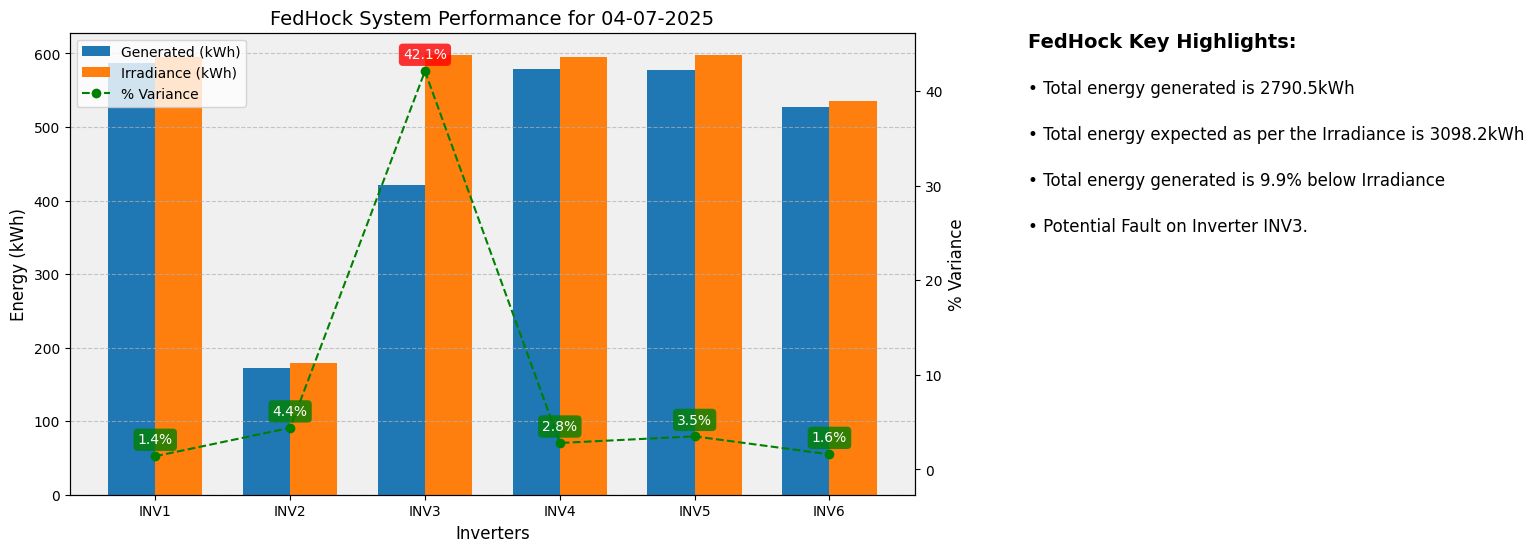 FedHock System Performance for 04-07-2025
Generated (kWh)
Irradiance (kWh)
% Variance
Energy (kWh)
600
500
400
300
200
100
0
1.4%
4.4%
42.1%
2.8%
3.5%
1.6%
40
30
20
10
0
% Variance
INV1 INV2 INV3 INV4 INV5 INV6
Inverters
FedHock Key Highlights:
• Total energy generated is 2790.5kWh
• Total energy expected as per the Irradiance is 3098.2kWh
• Total energy generated is 9.9% below Irradiance
• Potential Fault on Inverter INV3.